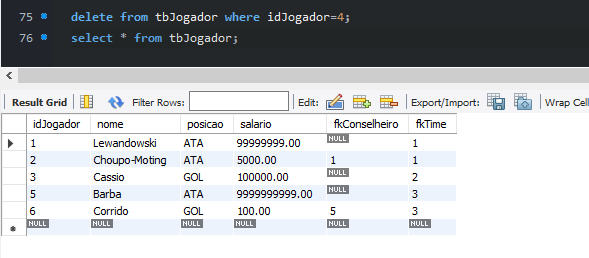 75 delete from tbJogador where idJogador=4;
76 select * from tbJogador;
Result Grid Filter Rows: Edit: Export/Import: Wrap Cell
idJogador nome posicao salario fkConselheiro fkTime
1 Lewandowski ATA 99999999.00 NULL 1
2 Choupo-Moting ATA 5000.00 1 1
3 Cassio GOL 100000.00 NULL 2
5 Barba ATA 9999999999.00 NULL 3
6 Corrido GOL 100.00 5 3
NULL NULL NULL NULL NULL NULL